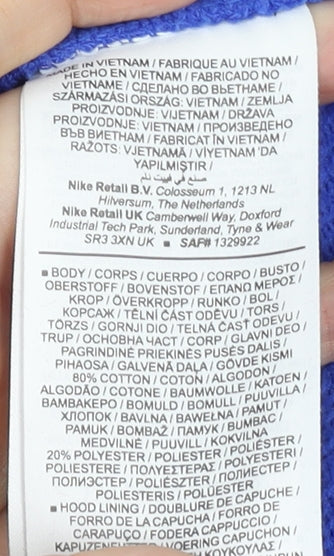 MADE IN VIETNAM / FABRIQUE AU VIETNAM /
HECHO EN VIETNAM / FABRICADO NO
VIETNAME / СДЕЛАНО ВО ВЬЕТНАМЕ /
SZÁRMAZÁSI ORSZÁG: VIETNAM / ZEMLJA
PROIZVODNJE: VIJETNAM / DRŽAVA
PROIZVODNJE: VIETNAM / ПРОИЗВЕДЕНО
ВЪВ ВИЕТНАМ / FABRICAT ÎN VIETNAM /
RAŽOTS: VJETNAMĀ / VİYETNAM 'DA
YAPILMIŞTIR /
صنع في فييت نام
Nike Retail B.V. Colosseum 1, 1213 NL
Hilversum, The Netherlands
Nike Retail UK Camberwell Way, Doxford
Industrial Tech Park, Sunderland, Tyne & Wear
SR3 3XN UK ■ SAF# 1329922
■ BODY / CORPS / CUERPO / CORPO / BUSTO /
OBERSTOFF / BOVENSTOF / ΕΠΑΝΩ ΜΕΡΟΣ /
KROP / ÖVERKROPP / RUNKO / BOL /
КОРСАЖ / TĚLNÍ ČÁST ODĚVU / TORS /
TÖRZS / GORNJI DIO / TELNÁ ČASŤ ODEVU /
TRUP / ОСНОВНА ЧАСТ / CORP / GLAVNI DEO /
PAGRINDINĖ PRIEKINĖS PUSĖS DALIS /
PIHAOSA / GALVENĀ DAĻA / GÖVDE KISMI
80% COTTON / COTON / ALGODÓN /
ALGODÃO / COTONE / BAUMWOLLE / KATOEN /
ΒΑΜΒΑΚΕΡΟ / BOMULD / BOMULL / PUUVILLA /
ХЛОПОК / BAVLNA / BAWEŁNA / PAMUT /
PAMUK / BOMBAŽ / ПАМУК / BUMBAC /
MEDVILNĖ / PUUVILL / KOKVILNA
20% POLYESTER / POLIESTER / POLIÉSTER /
POLIESTERE / ΠΟΛΥΕΣΤΕΡΑΣ / POLYESTERI /
ПОЛИЭСТЕР / POLIÉSZTER / ПОЛИЕСТЕР /
POLIESTERIS / POLÜESTER
■ HOOD LINING / DOUBLURE DE CAPUCHE /
FORRO DE LA CAPUCHA / FORRO DE
CARAPUÇO / FODERA CAPPUCCIO /
CAPUCHON /